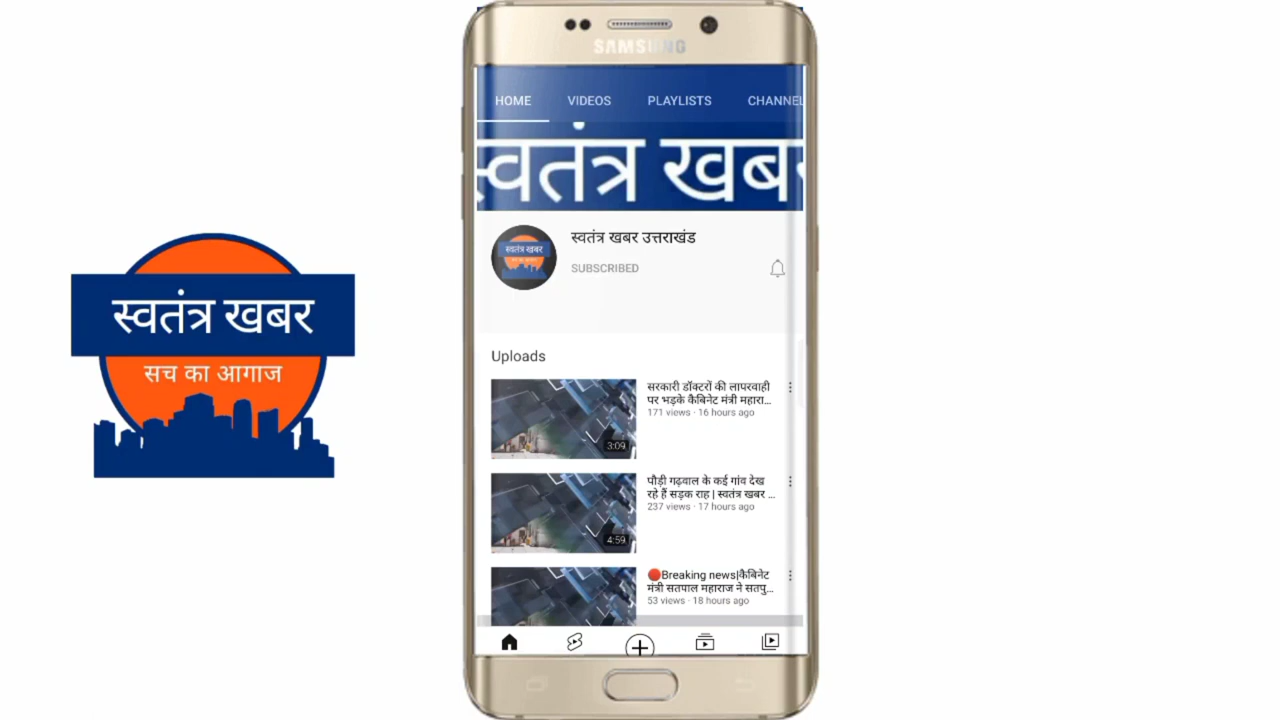 SAMSUNG
HOME VIDEOS PLAYLISTS CHANNEL
स्वतंत्र खबर
स्वतंत्र खबर
सच का आगाज
स्वतंत्र खबर
स्वतंत्र खबर उत्तराखंड
SUBSCRIBED
Uploads
सरकारी डॉक्टरों की लापरवाही
पर भड़के कैबिनेट मंत्री महारा...
171 views · 16 hours ago
3:09
पौड़ी गढ़वाल के कई गांव देख
रहे हैं सड़क राह | स्वतंत्र खबर ...
237 views · 17 hours ago
4:59
🔴Breaking news|कैबिनेट
मंत्री सतपाल महाराज ने सतपु...
53 views · 18 hours ago